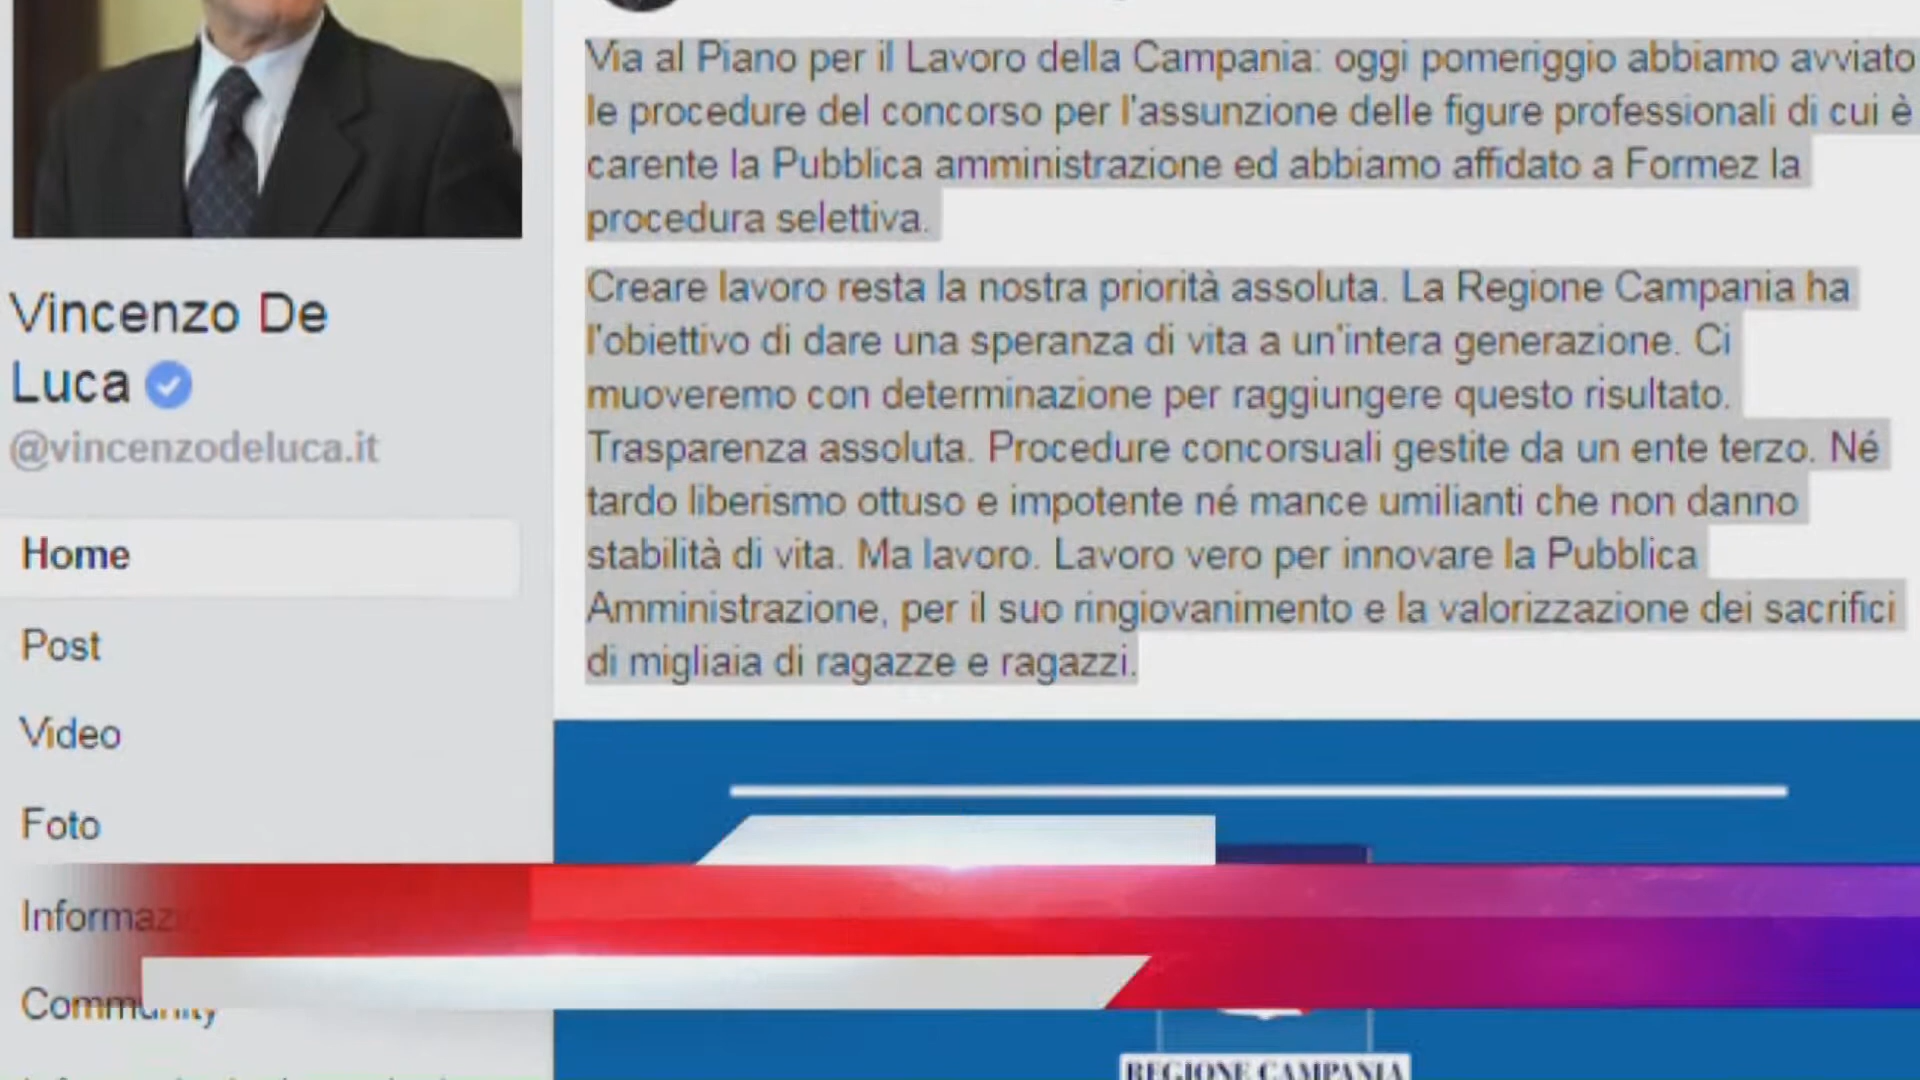 Via al Piano per il Lavoro della Campania: oggi pomeriggio abbiamo avviato
le procedure del concorso per l'assunzione delle figure professionali di cui è
carente la Pubblica amministrazione ed abbiamo affidato a Formez la
procedura selettiva.
Creare lavoro resta la nostra priorità assoluta. La Regione Campania ha
l'obiettivo di dare una speranza di vita a un'intera generazione. Ci
muoveremo con determinazione per raggiungere questo risultato.
Trasparenza assoluta. Procedure concorsuali gestite da un ente terzo. Né
tardo liberismo ottuso e impotente né mance umilianti che non danno
stabilità di vita. Ma lavoro. Lavoro vero per innovare la Pubblica
Amministrazione, per il suo ringiovanimento e la valorizzazione dei sacrifici
di migliaia di ragazze e ragazzi.
Vincenzo De
Luca
@vincenzodeluca.it
Home
Post
Video
Foto
Informazi
Community
REGIONE CAMPANIA